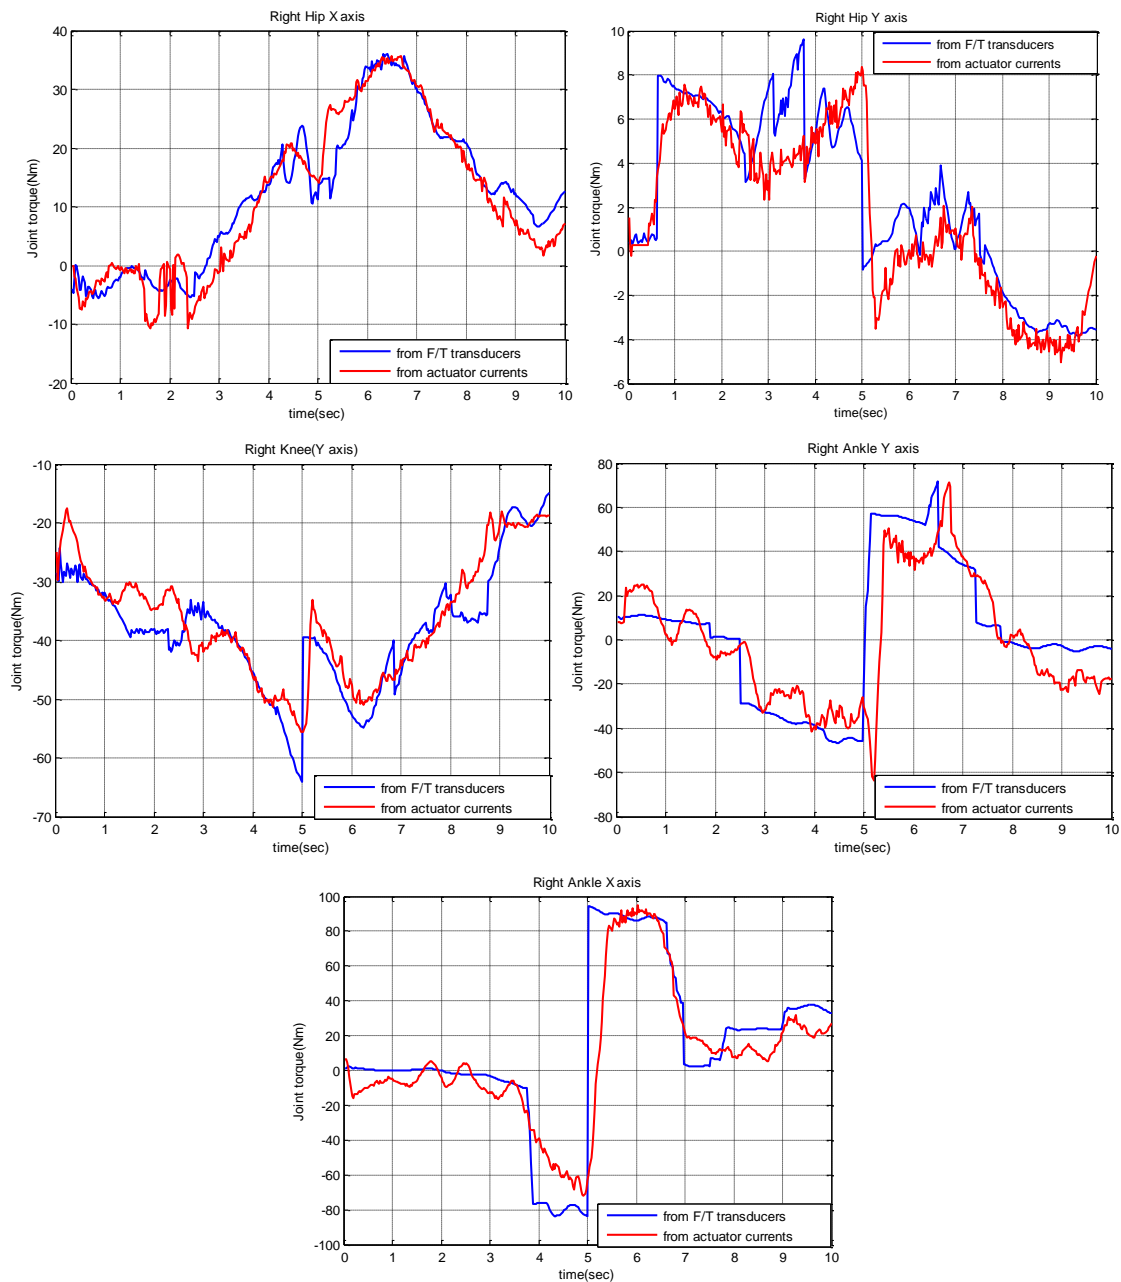 Right Hip X axis
40
30
20
10
0
-10
-20
Joint torque(Nm)
from F/T transducers
from actuator currents
0 1 2 3 4 5 6 7 8 9 10
time(sec)
Right Hip Y axis
10
8
6
4
2
0
-2
-4
-6
Joint torque(Nm)
from F/T transducers
from actuator currents
0 1 2 3 4 5 6 7 8 9 10
time(sec)
Right Knee(Y axis)
-10
-20
-30
-40
-50
-60
-70
Joint torque(Nm)
from F/T transducers
from actuator currents
0 1 2 3 4 5 6 7 8 9 10
time(sec)
Right Ankle Y axis
80
60
40
20
0
-20
-40
-60
-80
Joint torque(Nm)
from F/T transducers
from actuator currents
0 1 2 3 4 5 6 7 8 9 10
time(sec)
Right Ankle X axis
100
80
60
40
20
0
-20
-40
-60
-80
-100
Joint torque(Nm)
from F/T transducers
from actuator currents
0 1 2 3 4 5 6 7 8 9 10
time(sec)